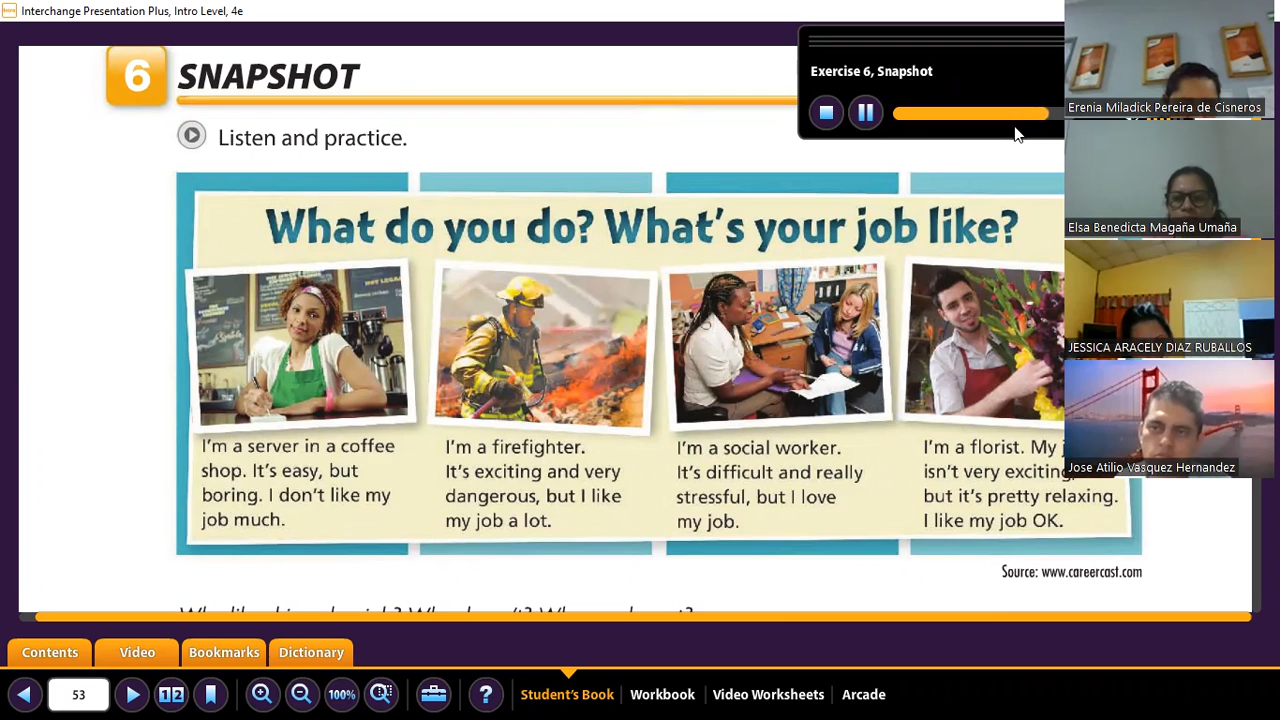 Interchange Presentation Plus, Intro Level, 4e
6 SNAPSHOT
Exercise 6, Snapshot
Listen and practice.
What do you do? What's your job like?
I'm a server in a coffee
shop. It's easy, but
boring. I don't like my
job much.
I'm a firefighter.
It's exciting and very
dangerous, but I like
my job a lot.
I'm a social worker.
It's difficult and really
stressful, but I love
my job.
I'm a florist. My
isn't very exciting,
but it's pretty relaxing.
I like my job OK.
Source: www.careercast.com
Erenia Miladick Pereira de Cisneros
Elsa Benedicta Magaña Umaña
JESSICA ARACELY DIAZ RUBALLOS
Jose Atilio Vasquez Hernandez
Contents Video Bookmarks Dictionary
53 1 2 100% ? Student's Book Workbook Video Worksheets Arcade